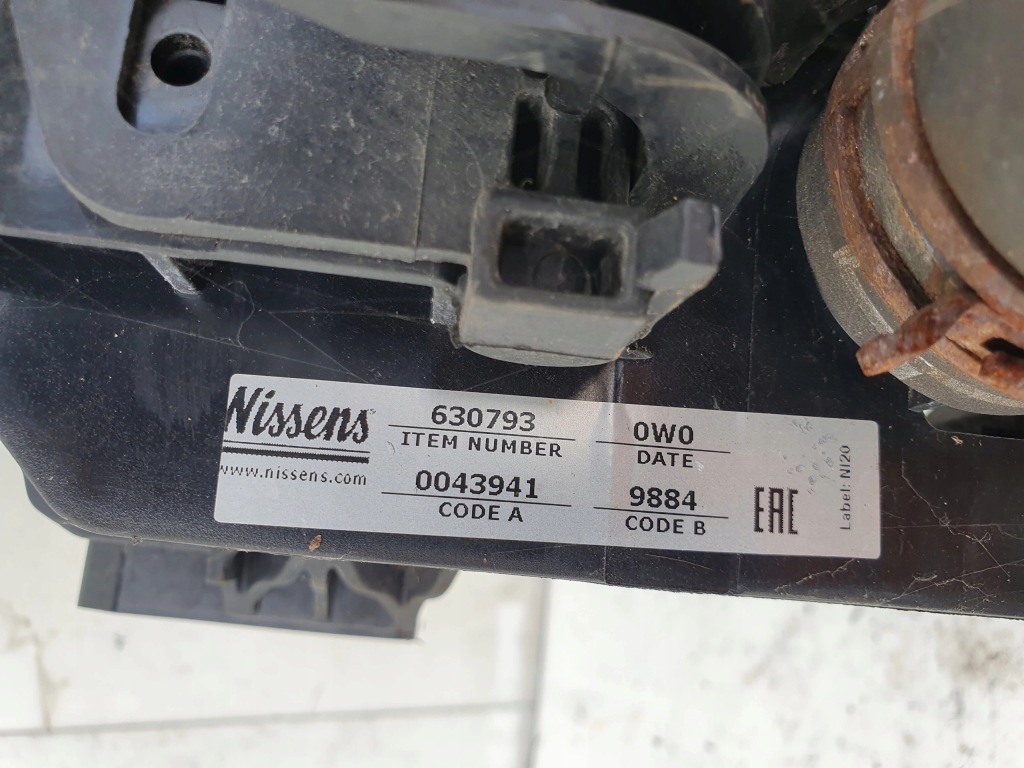 Nissens
www.nissens.com
630793
ITEM NUMBER
0043941
CODE A
0W0
DATE
9884
CODE B
EAC
Label: NI20